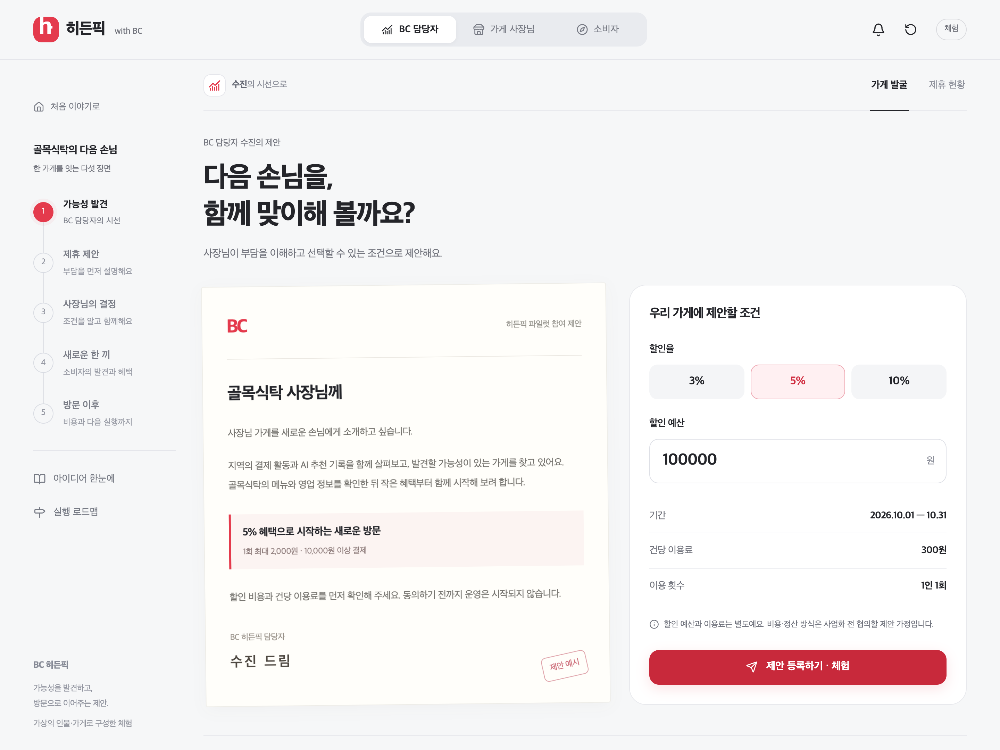 히든픽 with BC
BC 담당자
가게 사장님
소비자
체험
처음 이야기로
골목식탁의 다음 손님
한 가게를 잇는 다섯 장면
1
가능성 발견
BC 담당자의 시선
2
제휴 제안
부담을 먼저 설명해요
3
사장님의 결정
조건을 알고 함께해요
4
새로운 한 끼
소비자의 발견과 혜택
5
방문 이후
비용과 다음 실행까지
아이디어 한눈에
실행 로드맵
BC 히든픽
가능성을 발견하고,
방문으로 이어주는 제안.
가상의 인물·가게로 구성한 체험
수진의 시선으로
가게 발굴
제휴 현황
BC 담당자 수진의 제안
다음 손님을,
함께 맞이해 볼까요?
사장님이 부담을 이해하고 선택할 수 있는 조건으로 제안해요.
BC
히든픽 파일럿 참여 제안
골목식탁 사장님께
사장님 가게를 새로운 손님에게 소개하고 싶습니다.
지역의 결제 활동과 AI 추천 기록을 함께 살펴보고, 발견할 가능성이 있는 가게를 찾고 있어요.
골목식탁의 메뉴와 영업 정보를 확인한 뒤 작은 혜택부터 함께 시작해 보려 합니다.
5% 혜택으로 시작하는 새로운 방문
1회 최대 2,000원 · 10,000원 이상 결제
할인 비용과 건당 이용료를 먼저 확인해 주세요. 동의하기 전까지 운영은 시작되지 않습니다.
BC 히든픽 담당자
수진 드림
제안 예시
우리 가게에 제안할 조건
할인율
3%
5%
10%
할인 예산
100000 원
기간 2026.10.01 — 10.31
건당 이용료 300원
이용 횟수 1인 1회
할인 예산과 이용료는 별도예요. 비용·정산 방식은 사업화 전 협의할 제안 가정입니다.
제안 등록하기 · 체험